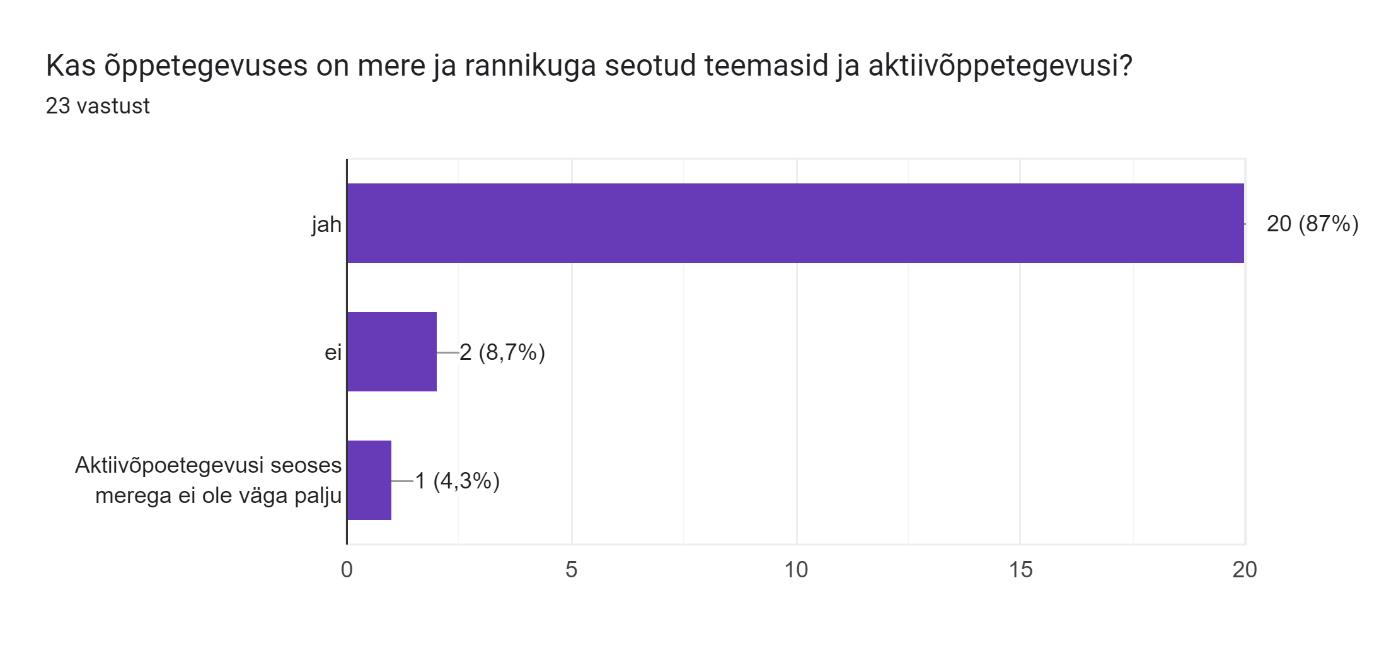 Kas õppetegevuses on mere ja rannikuga seotud teemasid ja aktiivõppetegevusi?
23 vastust
jah
20 (87%)
ei
2 (8,7%)
Aktiivõpoetegevusi seoses
merega ei ole väga palju
1 (4,3%)
0
5
10
15
20